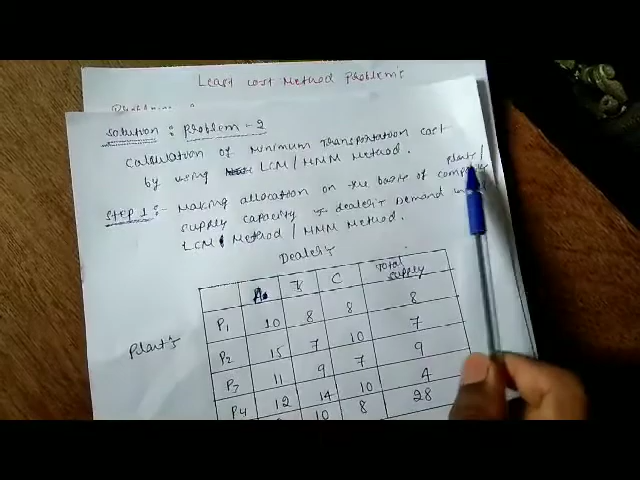 Least cost Method Problem's
Solution: Problem-2
Calculation of Minimum Transportation cost
by using LCM/MMM Method.
Step 1:- Making allocation on the basis of company plants/
supply capacity & dealer's Demand
LCM Method/MMM Method.
Dealer's
A B C Total supply
Plant's
P1 10 8 8 8
P2 15 7 10 7
P3 11 9 7 9
P4 12 14 10 4
10 8 28